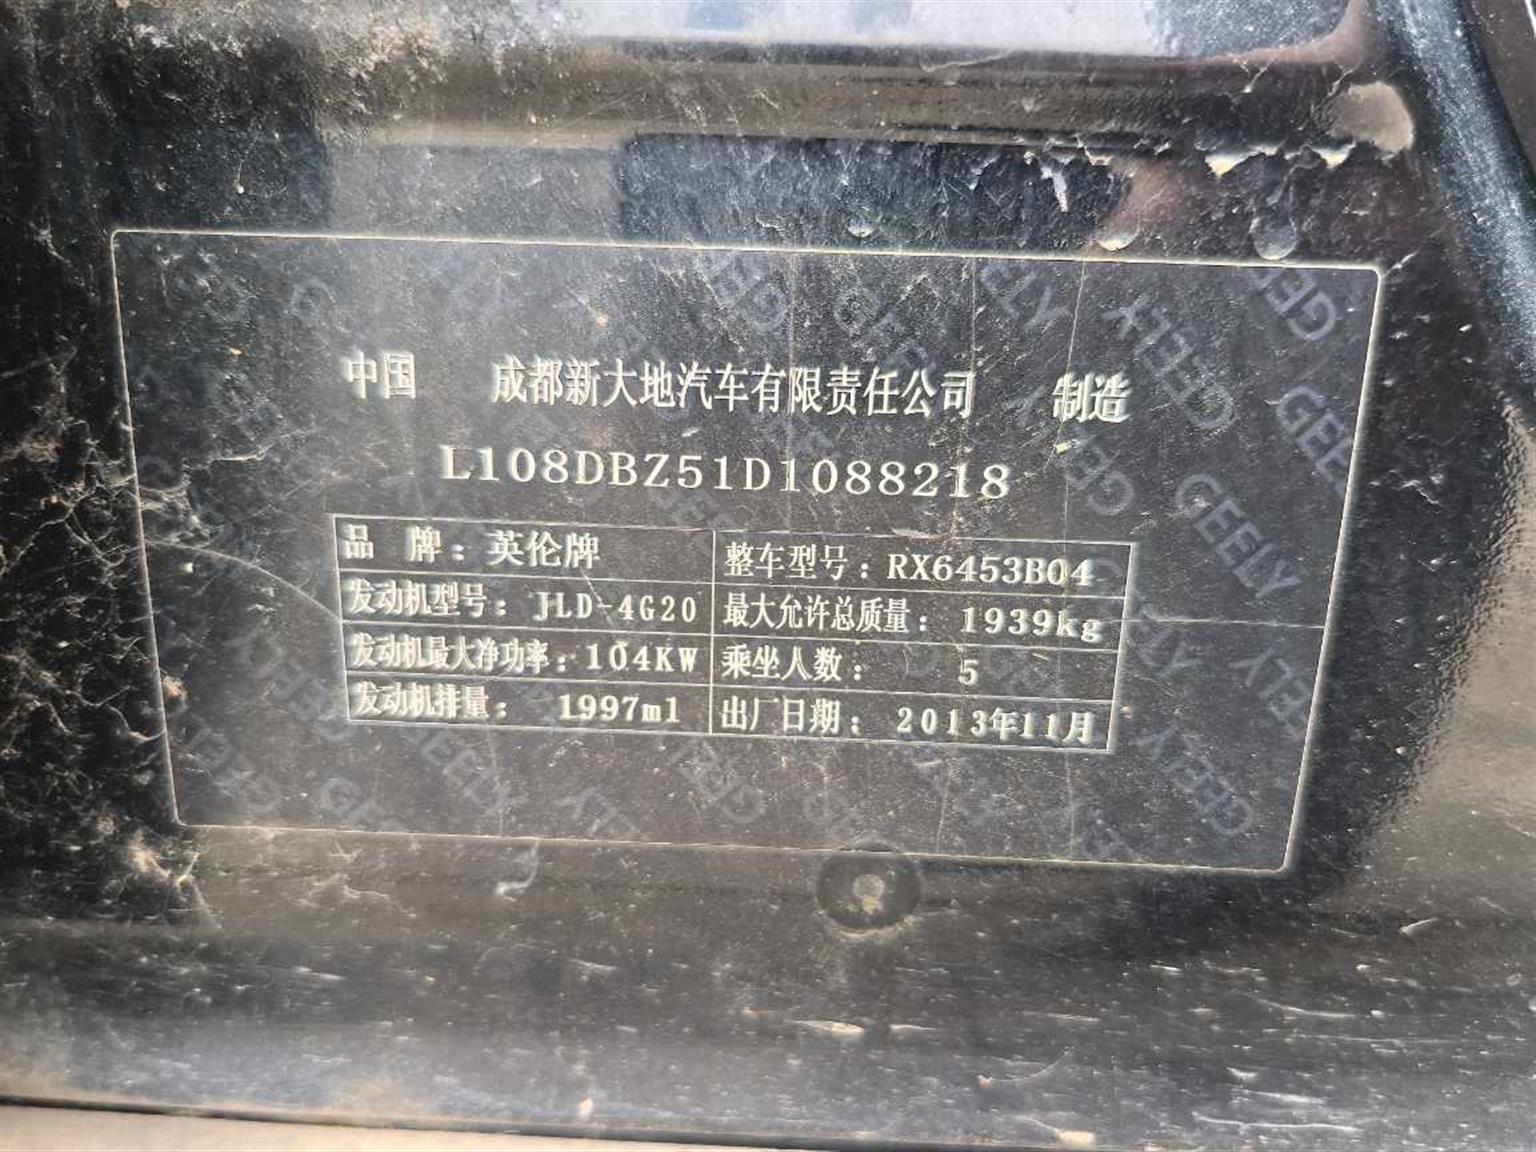 中国 成都新大地汽车有限责任公司 制造
L108DBZ51D1088218
品 牌: 英伦牌 整车型号: RX6453B04
发动机型号: JLD-4G20 最大允许总质量: 1939kg
发动机最大净功率: 104KW 乘坐人数: 5
发动机排量: 1997ml 出厂日期: 2013年11月
GEELY